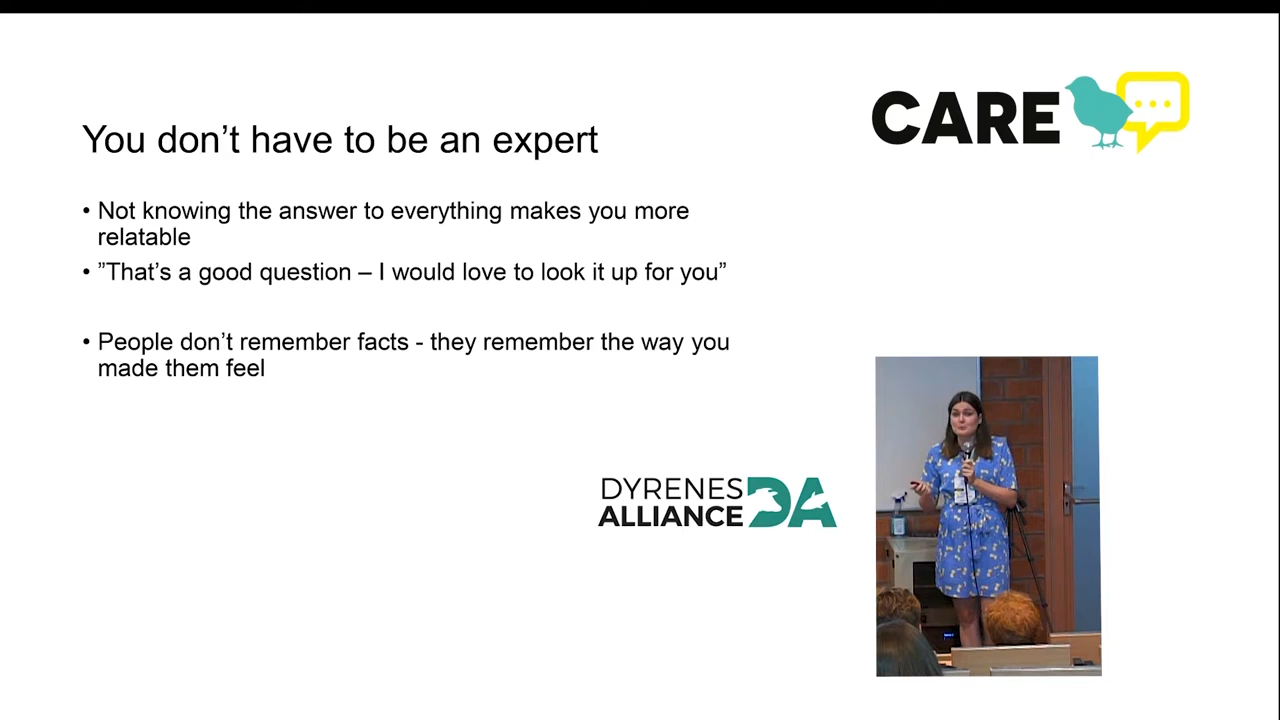 CARE
You don’t have to be an expert
• Not knowing the answer to everything makes you more
relatable
• ”That’s a good question – I would love to look it up for you”
• People don’t remember facts - they remember the way you
made them feel
DYRENES
ALLIANCE
DA